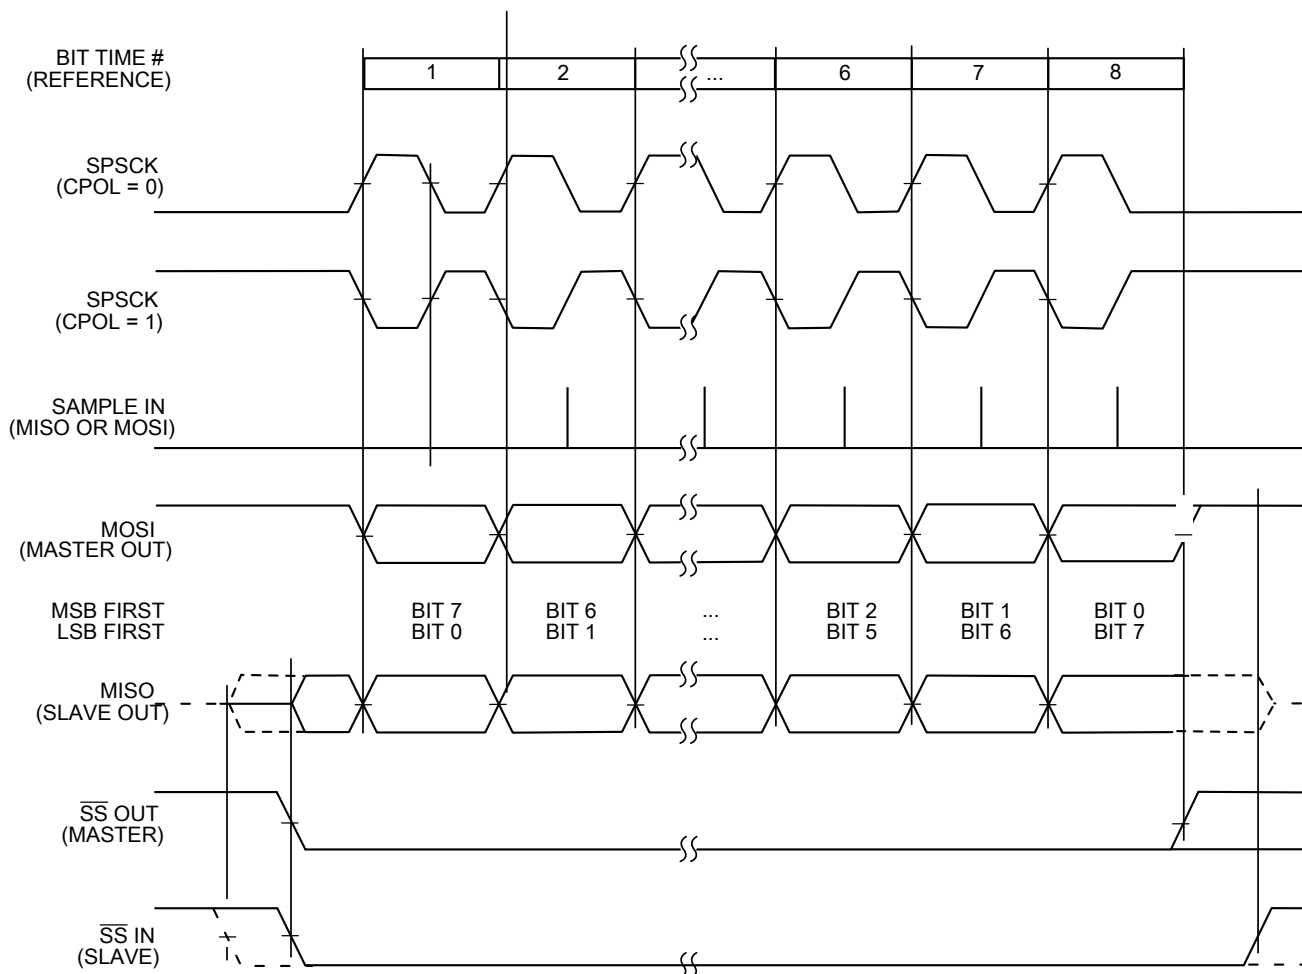 BIT TIME #
(REFERENCE)
1 2 ... 6 7 8
SPSCK
(CPOL = 0)
SPSCK
(CPOL = 1)
SAMPLE IN
(MISO OR MOSI)
MOSI
(MASTER OUT)
MSB FIRST BIT 7 BIT 6 ... BIT 2 BIT 1 BIT 0
LSB FIRST BIT 0 BIT 1 ... BIT 5 BIT 6 BIT 7
MISO
(SLAVE OUT)
S̅S̅ OUT
(MASTER)
S̅S̅ IN
(SLAVE)